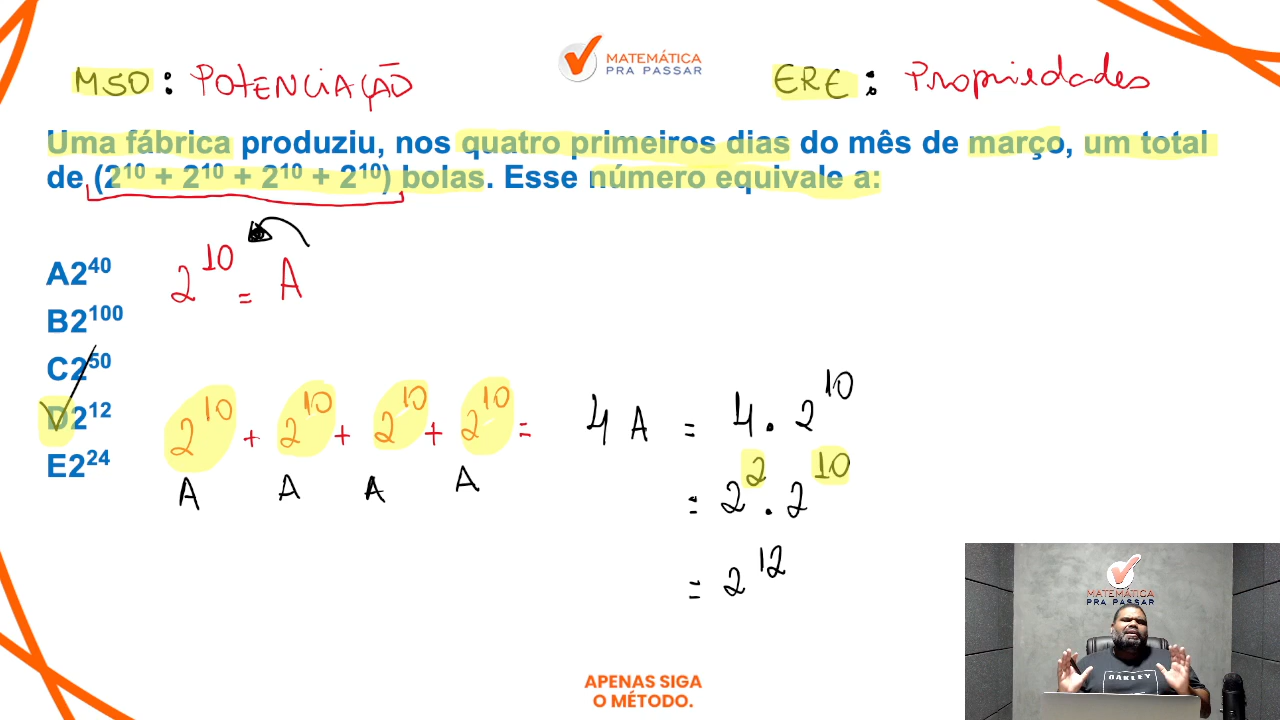 MATEMÁTICA
PRA PASSAR
MSO : POTENCIAÇÃO
ERE : Propriedades
Uma fábrica produziu, nos quatro primeiros dias do mês de março, um total
de (2¹⁰ + 2¹⁰ + 2¹⁰ + 2¹⁰) bolas. Esse número equivale a:
A2⁴⁰
B2¹⁰⁰
C2⁵⁰
D2¹²
E2²⁴
2¹⁰ = A
2¹⁰ + 2¹⁰ + 2¹⁰ + 2¹⁰ = 4A = 4 . 2¹⁰
A A A A
= 2² . 2¹⁰
= 2¹²
MATEMÁTICA
PRA PASSAR
OAKLEY
APENAS SIGA
O MÉTODO.